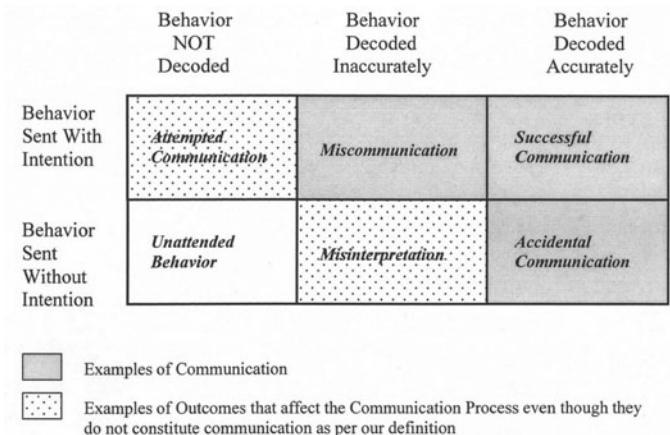 Behavior
NOT
Decoded
Behavior
Decoded
Inaccurately
Behavior
Decoded
Accurately
Behavior
Sent With
Intention
Attempted
Communication
Miscommunication
Successful
Communication
Behavior
Sent
Without
Intention
Unattended
Behavior
Misinterpretation
Accidental
Communication
Examples of Communication
Examples of Outcomes that affect the Communication Process even though they
do not constitute communication as per our definition